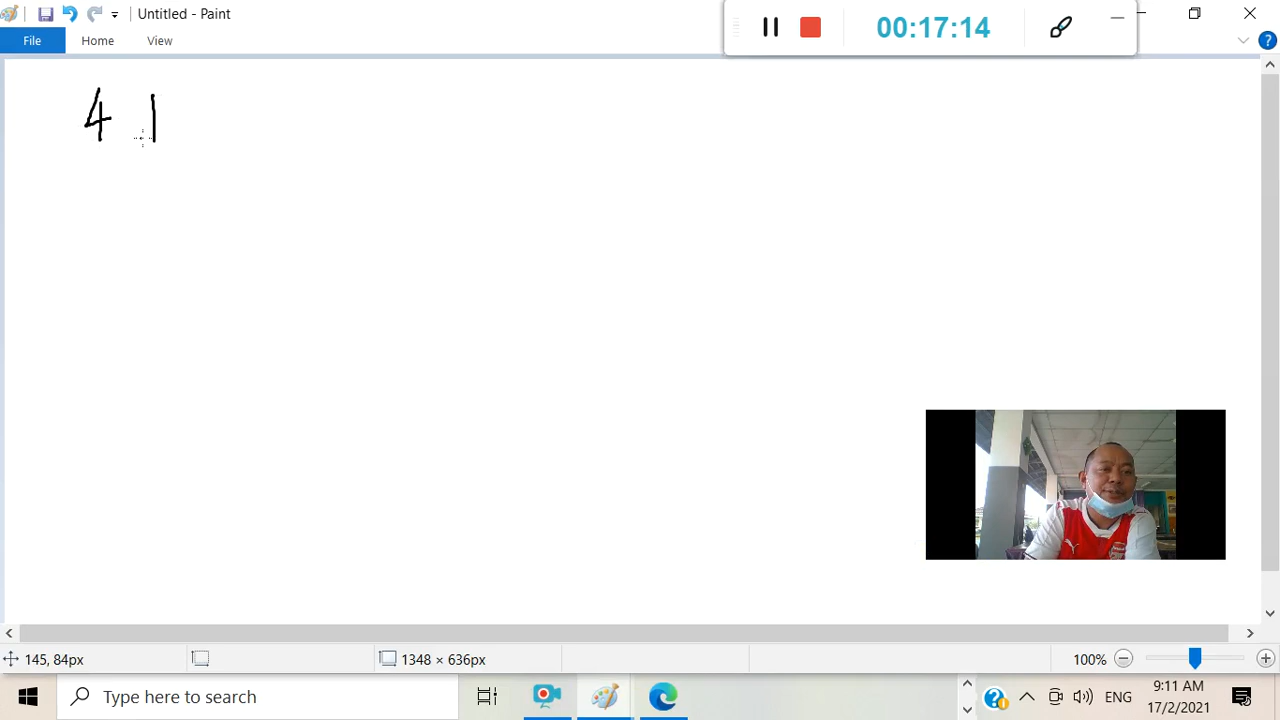 Untitled - Paint
00:17:14
File Home View
4 1
145, 84px
1348 × 636px
100%
Type here to search
ENG
9:11 AM
17/2/2021